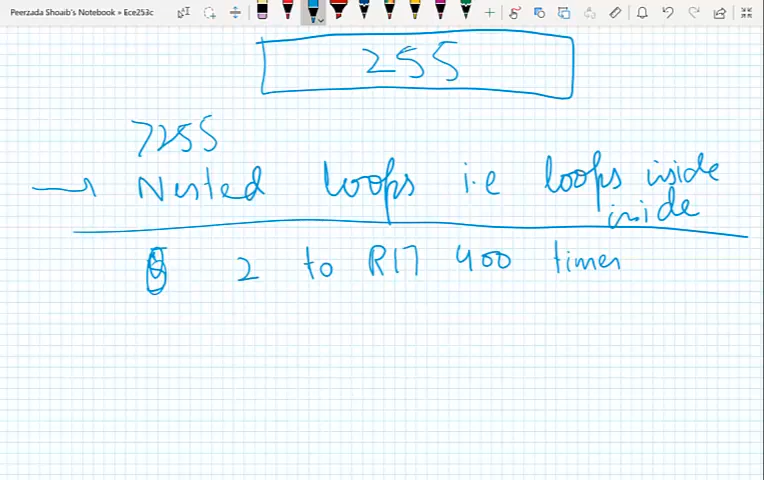 Peerzada Shoaib's Notebook » Ece253c
255
7255
→ Nested loops i.e loops inside
inside
2 to R17 400 times